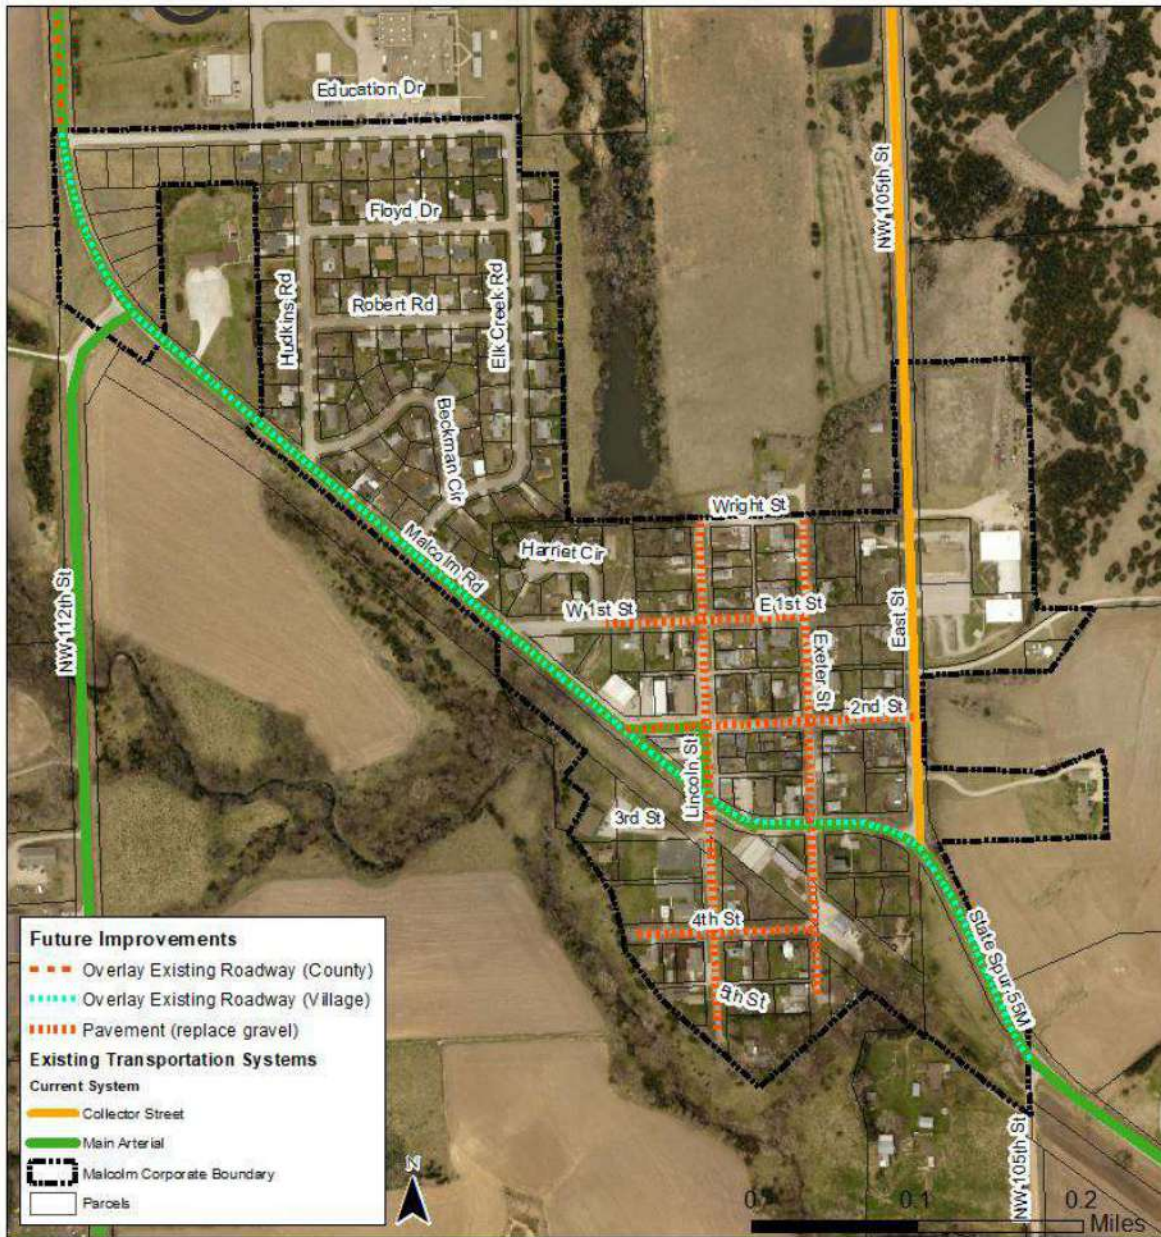 Education Dr
NW 105th St
Floyd Dr
Hudkins Rd
Elk Creek Rd
Robert Rd
Beckman Cir
Wright St
Malcolm Rd
Harriet Cir
NW 112th St
W 1st St
E 1st St
East St
Exeter St
2nd St
Lincoln St
3rd St
4th St
5th St
State Spur 55M
NW 105th St
Future Improvements
Overlay Existing Roadway (County)
Overlay Existing Roadway (Village)
Pavement (replace gravel)
Existing Transportation Systems
Current System
Collector Street
Main Arterial
Malcolm Corporate Boundary
Parcels
N
0.1 0.2
Miles